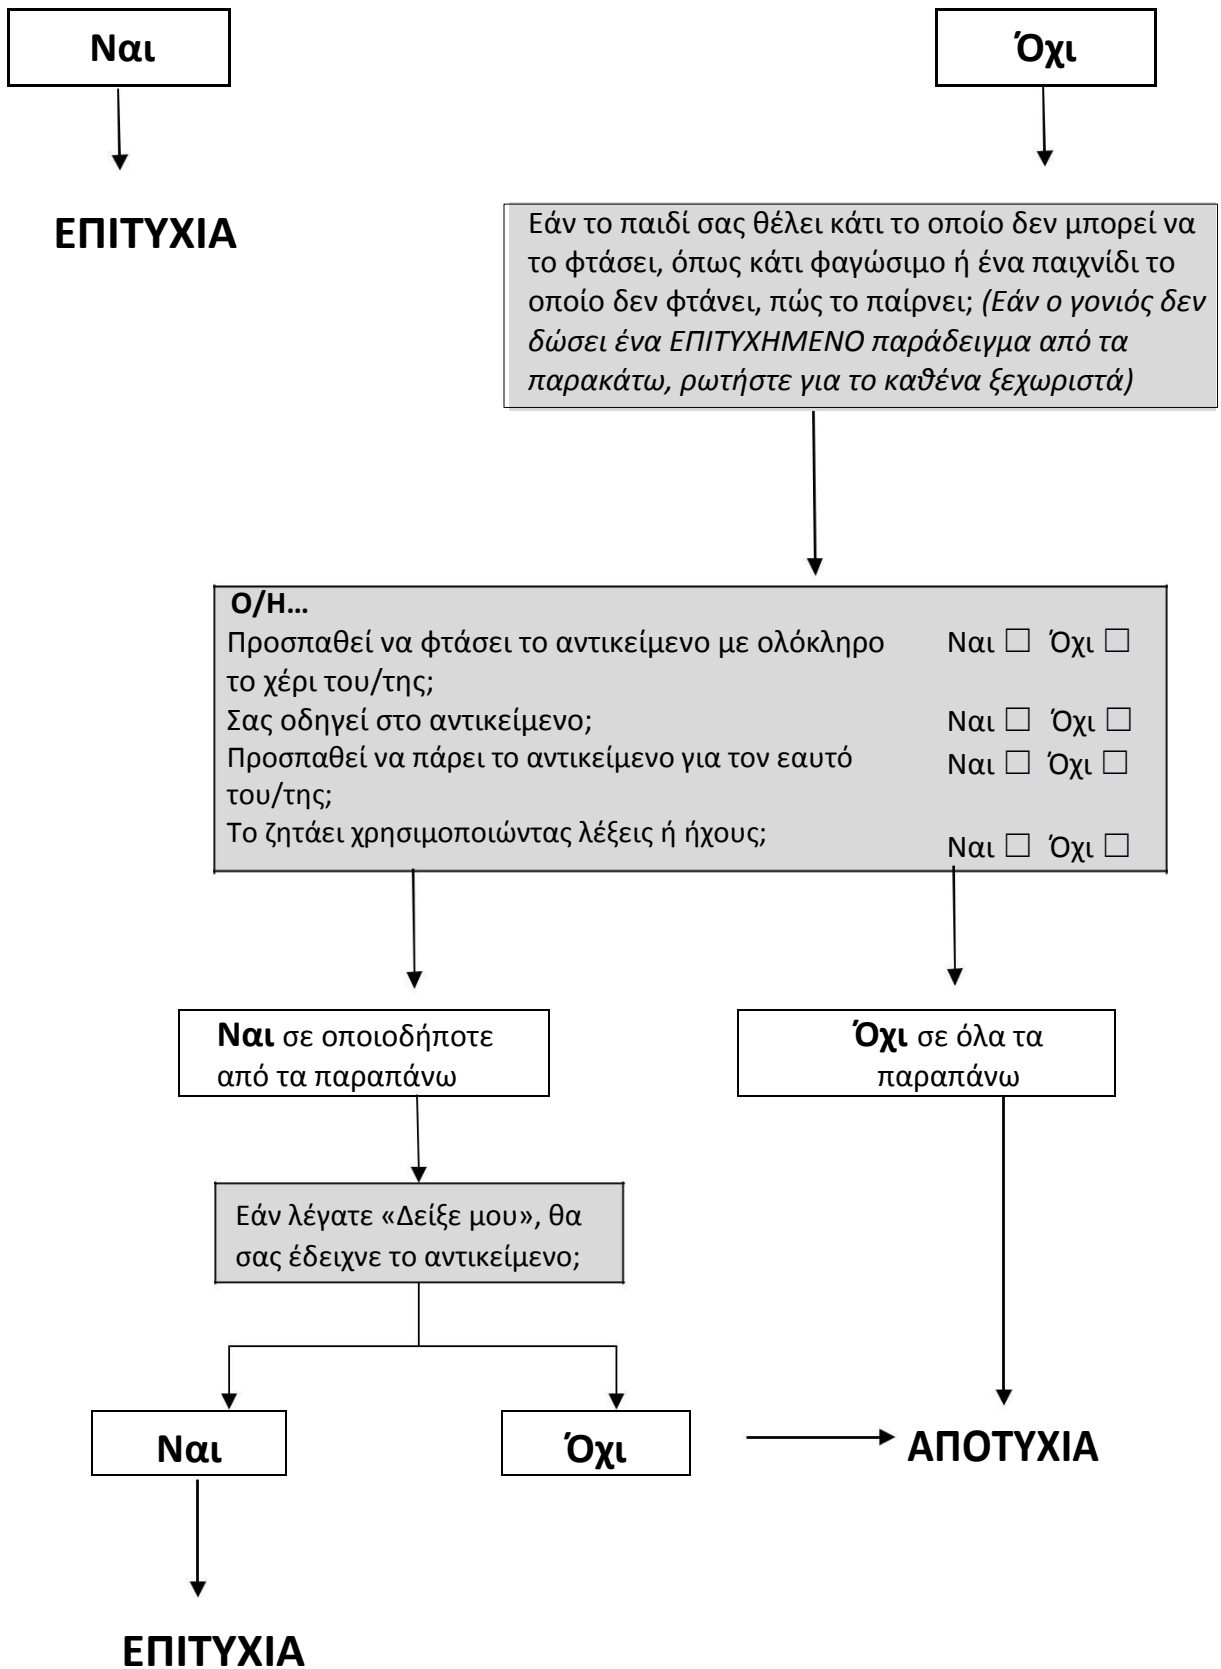 Ναι
Όχι
ΕΠΙΤΥΧΙΑ
Εάν το παιδί σας θέλει κάτι το οποίο δεν μπορεί να
το φτάσει, όπως κάτι φαγώσιμο ή ένα παιχνίδι το
οποίο δεν φτάνει, πώς το παίρνει; (Εάν ο γονιός δεν
δώσει ένα ΕΠΙΤΥΧΗΜΕΝΟ παράδειγμα από τα
παρακάτω, ρωτήστε για το καθένα ξεχωριστά)
Ο/Η…
Προσπαθεί να φτάσει το αντικείμενο με ολόκληρο Ναι ☐ Όχι ☐
το χέρι του/της;
Σας οδηγεί στο αντικείμενο; Ναι ☐ Όχι ☐
Προσπαθεί να πάρει το αντικείμενο για τον εαυτό Ναι ☐ Όχι ☐
του/της;
Το ζητάει χρησιμοποιώντας λέξεις ή ήχους; Ναι ☐ Όχι ☐
Ναι σε οποιοδήποτε
από τα παραπάνω
Όχι σε όλα τα
παραπάνω
Εάν λέγατε «Δείξε μου», θα
σας έδειχνε το αντικείμενο;
Ναι
Όχι
ΑΠΟΤΥΧΙΑ
ΕΠΙΤΥΧΙΑ